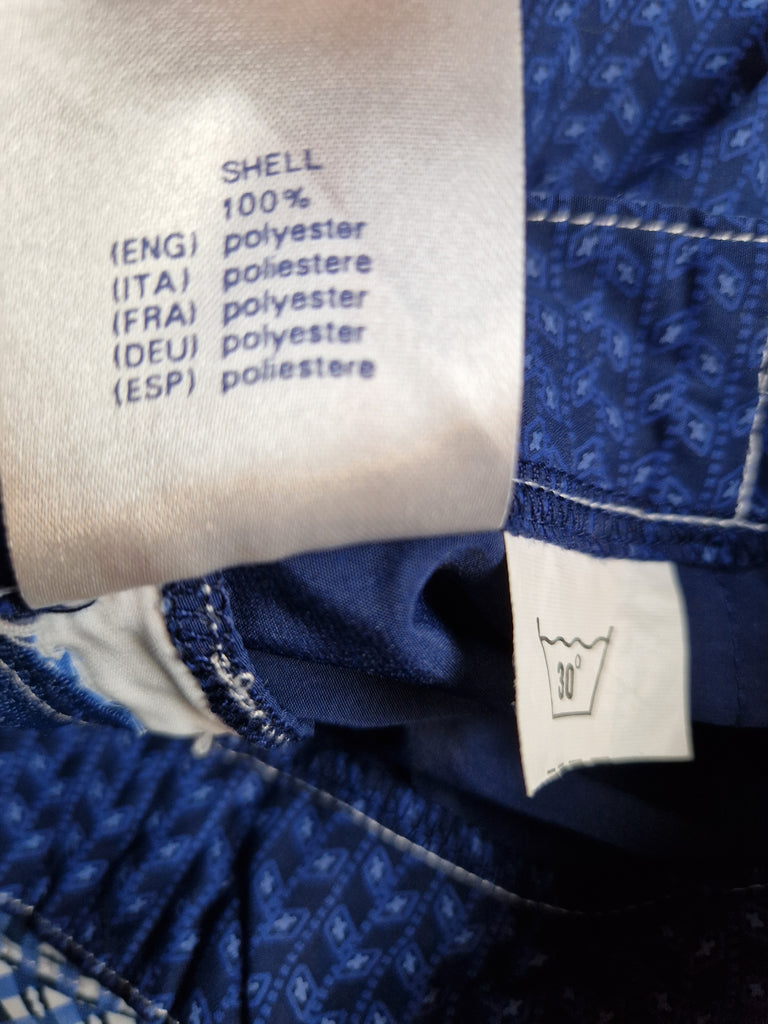 SHELL
100%
(ENG) polyester
(ITA) poliestere
(FRA) polyester
(DEU) polyester
(ESP) poliestere
30°